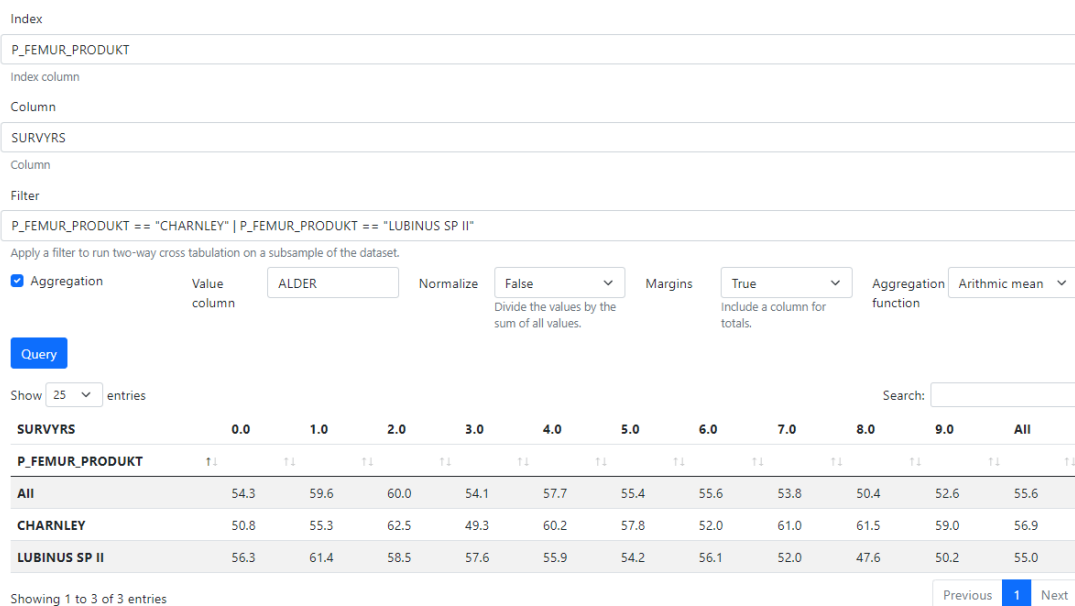 Index
P_FEMUR_PRODUKT
Index column
Column
SURVYRS
Column
Filter
P_FEMUR_PRODUKT == "CHARNLEY" | P_FEMUR_PRODUKT == "LUBINUS SP II"
Apply a filter to run two-way cross tabulation on a subsample of the dataset.
Aggregation Value column ALDER Normalize False Margins True Aggregation function Arithmic mean
Divide the values by the sum of all values. Include a column for totals.
Query
Show 25 entries Search:
SURVYRS 0.0 1.0 2.0 3.0 4.0 5.0 6.0 7.0 8.0 9.0 All
P_FEMUR_PRODUKT
All 54.3 59.6 60.0 54.1 57.7 55.4 55.6 53.8 50.4 52.6 55.6
CHARNLEY 50.8 55.3 62.5 49.3 60.2 57.8 52.0 61.0 61.5 59.0 56.9
LUBINUS SP II 56.3 61.4 58.5 57.6 55.9 54.2 56.1 52.0 47.6 50.2 55.0
Showing 1 to 3 of 3 entries Previous 1 Next